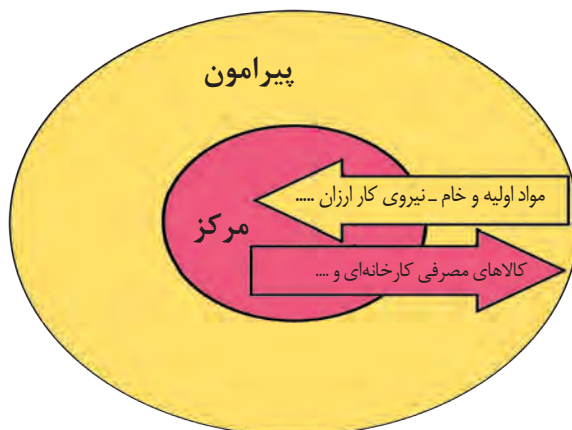 پیرامون
مواد اولیه و خام ـ نیروی کار ارزان .....
مرکز
کالاهای مصرفی کارخانه‌ای و ....